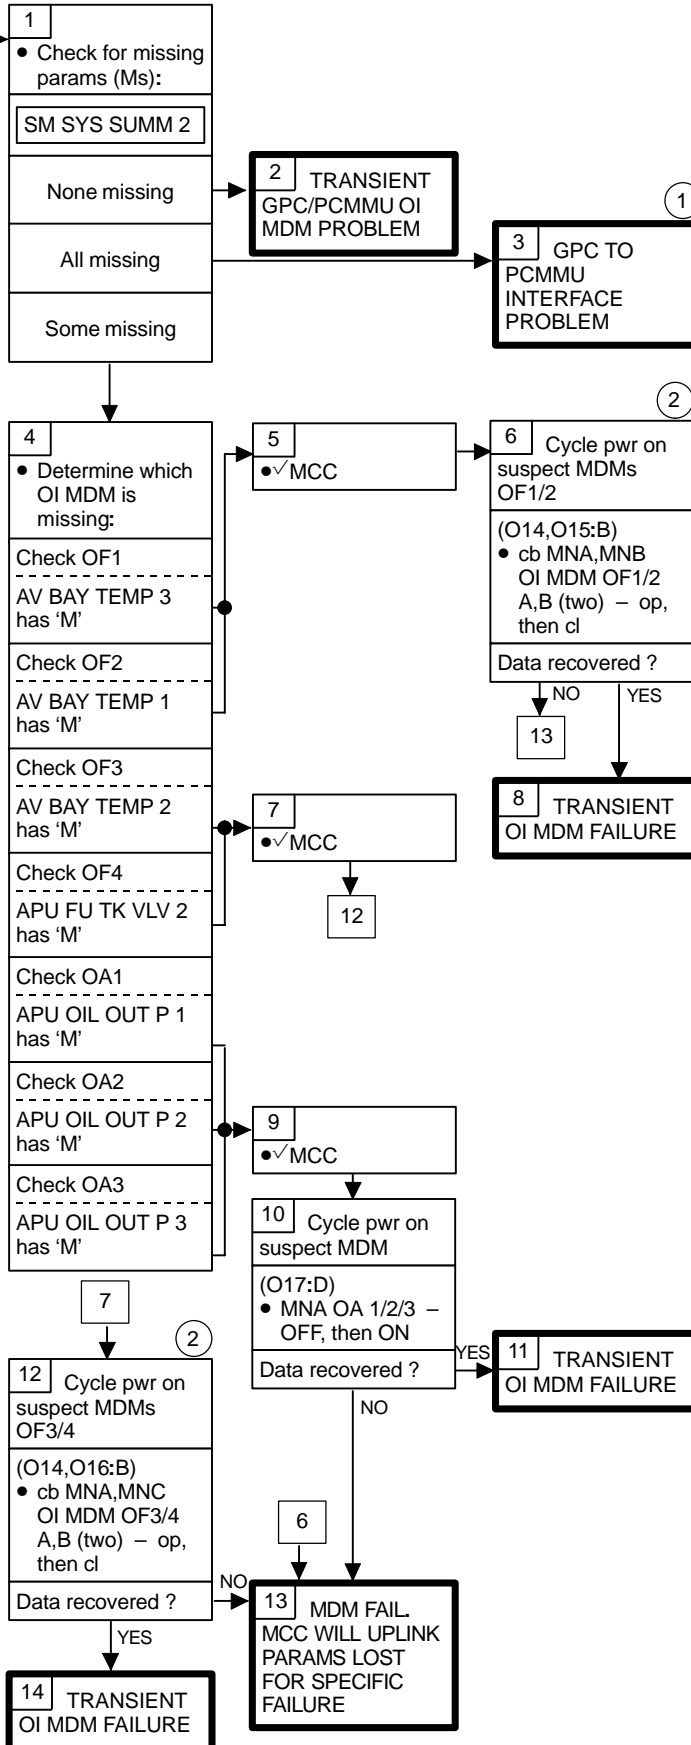 1
• Check for missing
params (Ms):
SM SYS SUMM 2
None missing
All missing
Some missing
2 TRANSIENT
GPC/PCMMU OI
MDM PROBLEM
1
3 GPC TO
PCMMU
INTERFACE
PROBLEM
4
• Determine which
OI MDM is
missing:
Check OF1
AV BAY TEMP 3
has ‘M’
Check OF2
AV BAY TEMP 1
has ‘M’
Check OF3
AV BAY TEMP 2
has ‘M’
Check OF4
APU FU TK VLV 2
has ‘M’
Check OA1
APU OIL OUT P 1
has ‘M’
Check OA2
APU OIL OUT P 2
has ‘M’
Check OA3
APU OIL OUT P 3
has ‘M’
5
•√MCC
2
6 Cycle pwr on
suspect MDMs
OF1/2
(O14,O15:B)
• cb MNA,MNB
OI MDM OF1/2
A,B (two) – op,
then cl
Data recovered ?
NO
YES
13
8 TRANSIENT
OI MDM FAILURE
7
•√MCC
12
9
•√MCC
10 Cycle pwr on
suspect MDM
(O17:D)
• MNA OA 1/2/3 –
OFF, then ON
Data recovered ?
YES
NO
11 TRANSIENT
OI MDM FAILURE
7
2
12 Cycle pwr on
suspect MDMs
OF3/4
(O14,O16:B)
• cb MNA,MNC
OI MDM OF3/4
A,B (two) – op,
then cl
Data recovered ?
NO
YES
6
13 MDM FAIL.
MCC WILL UPLINK
PARAMS LOST
FOR SPECIFIC
FAILURE
14 TRANSIENT
OI MDM FAILURE